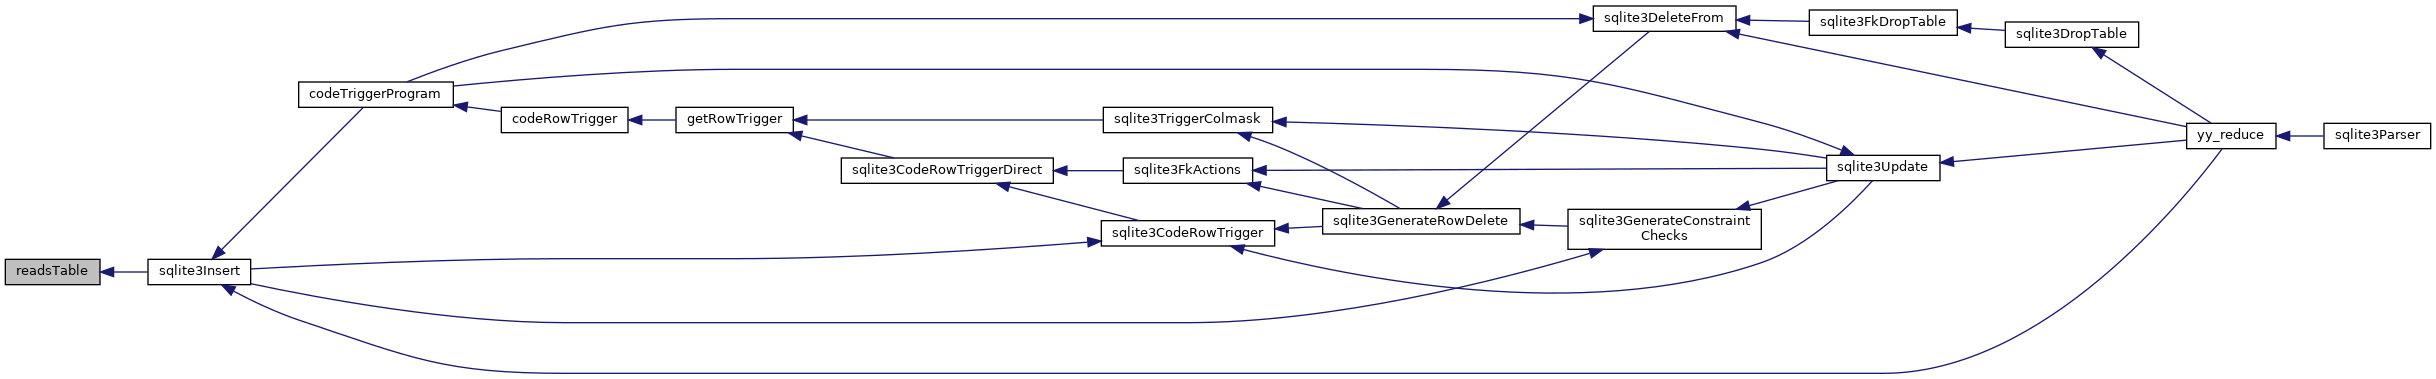 sqlite3DeleteFrom
sqlite3FkDropTable
sqlite3DropTable
codeTriggerProgram
codeRowTrigger
getRowTrigger
sqlite3TriggerColmask
yy_reduce
sqlite3Parser
sqlite3CodeRowTriggerDirect
sqlite3FkActions
sqlite3Update
sqlite3CodeRowTrigger
sqlite3GenerateRowDelete
sqlite3GenerateConstraint
Checks
readsTable
sqlite3Insert